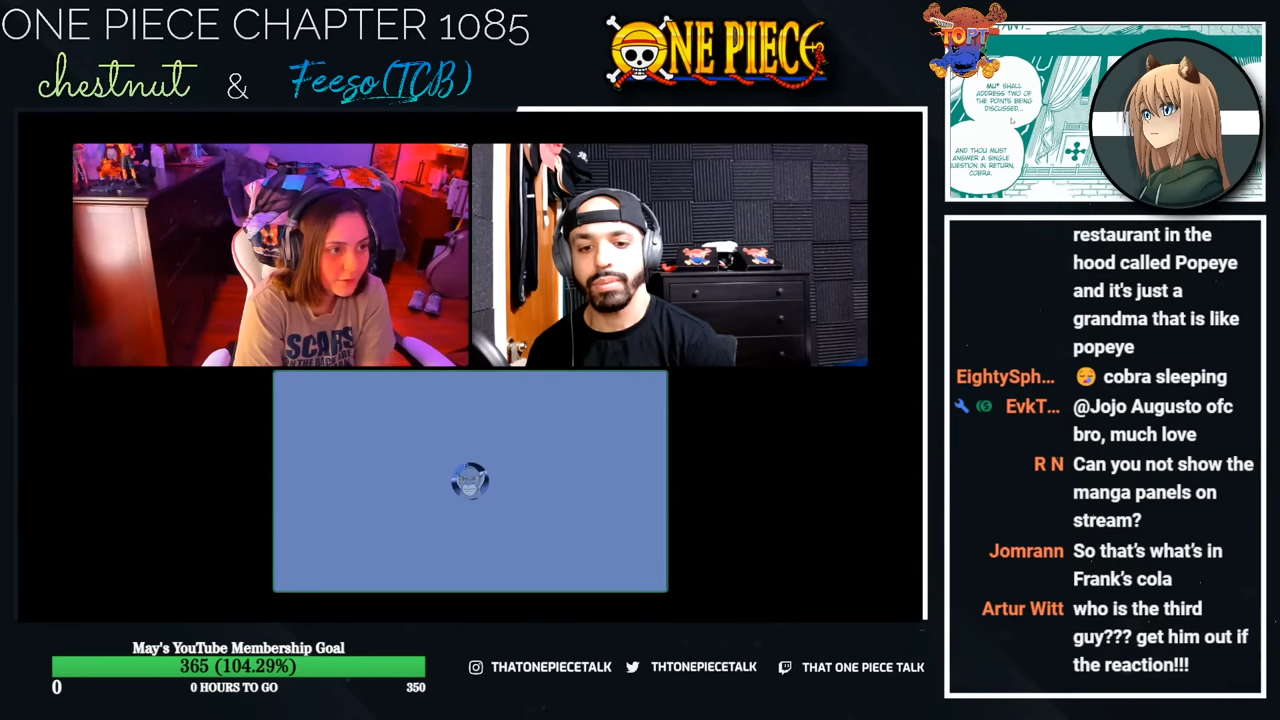 ONE PIECE CHAPTER 1085
chestnut & Feeso(TCB)
ONE PIECE
TOPT
MU* SHALL
ADDRESS TWO OF
THE POINTS BEING
DISCUSSED...
AND THOU MUST
ANSWER A SINGLE
QUESTION IN RETURN,
COBRA.
SCARS
restaurant in the
hood called Popeye
and it's just a
grandma that is like
popeye
EightySph... 😪 cobra sleeping
EvkT... @Jojo Augusto ofc
bro, much love
R N Can you not show the
manga panels on
stream?
Jomrann So that's what's in
Frank's cola
Artur Witt who is the third
guy??? get him out if
the reaction!!!
May's YouTube Membership Goal
365 (104.29%)
0 0 HOURS TO GO 350
THATONEPIECETALK THTONEPIECETALK THAT ONE PIECE TALK